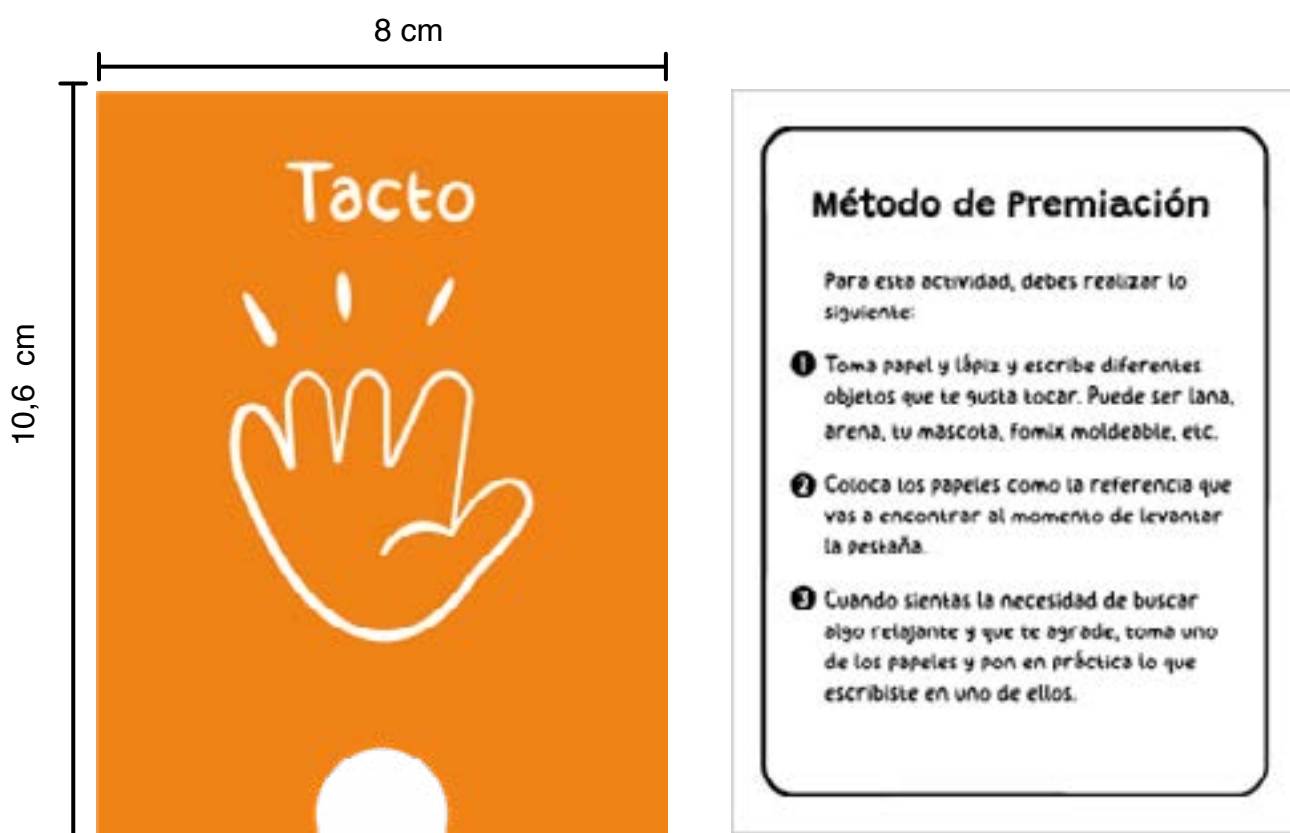 8 cm
10,6 cm
Tacto
Método de Premiación
Para esta actividad, debes realizar lo
siguiente:
1 Toma papel y lápiz y escribe diferentes
objetos que te gusta tocar. Puede ser lana,
arena, tu mascota, fomix moldeable, etc.
2 Coloca los papeles como la referencia que
vas a encontrar al momento de levantar
la pestaña.
3 Cuando sientas la necesidad de buscar
algo relajante y que te agrade, toma uno
de los papeles y pon en práctica lo que
escribiste en uno de ellos.